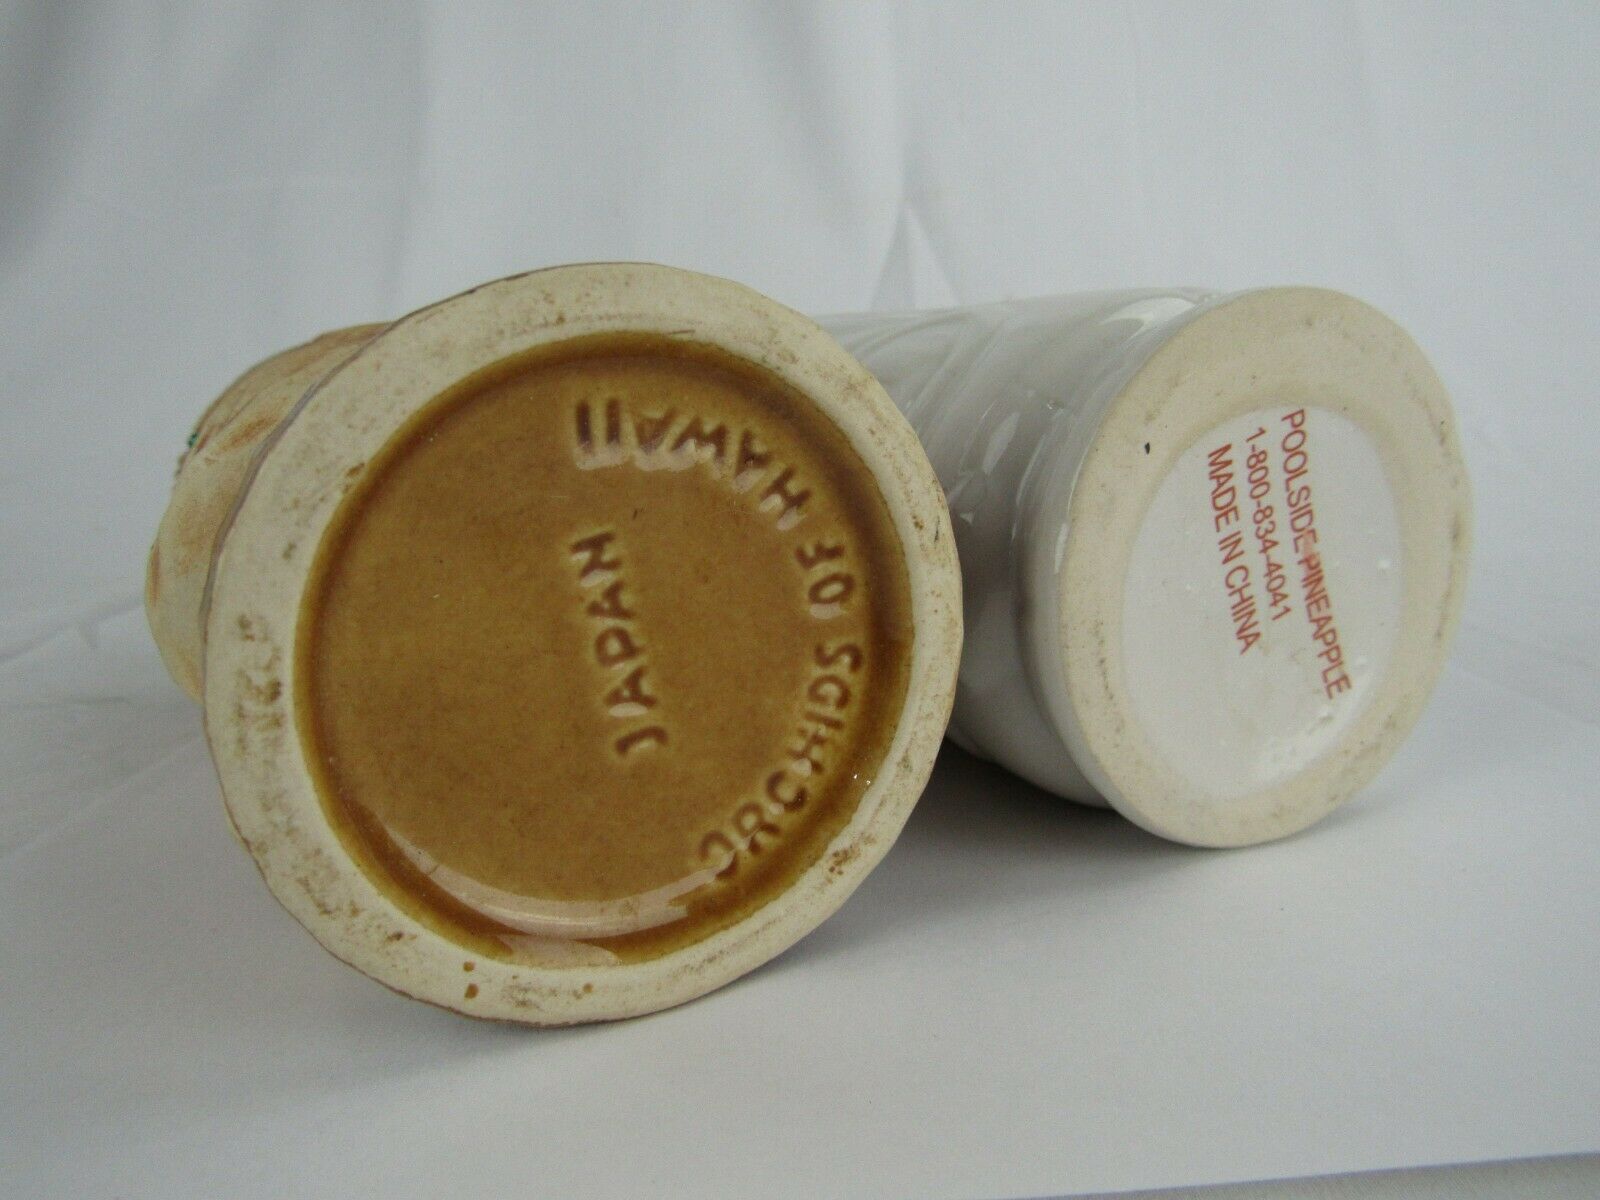 ORCHIDS OF HAWAII
JAPAN
POOLSIDE PINEAPPLE
1-800-834-4041
MADE IN CHINA